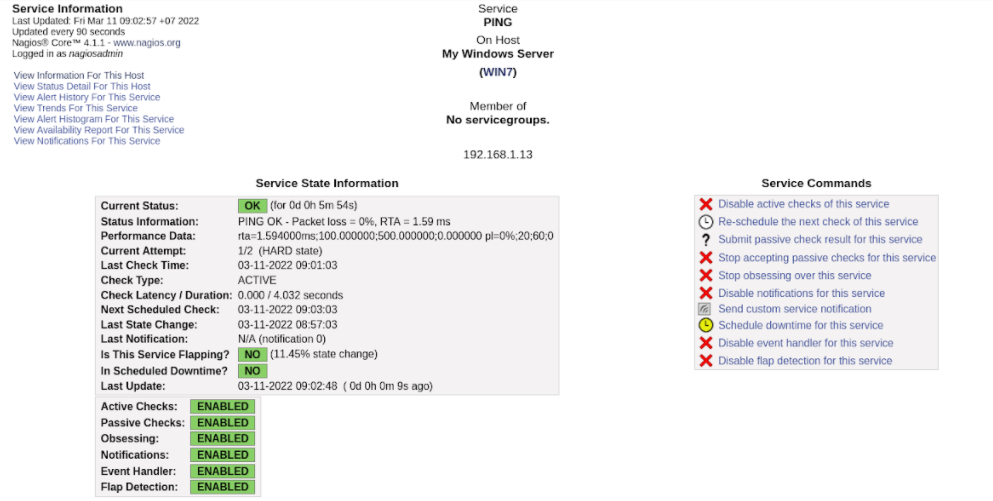 Service Information
Last Updated: Fri Mar 11 09:02:57 +07 2022
Updated every 90 seconds
Nagios® Core™ 4.1.1 - www.nagios.org
Logged in as nagiosadmin
View Information For This Host
View Status Detail For This Host
View Alert History For This Service
View Trends For This Service
View Alert Histogram For This Service
View Availability Report For This Service
View Notifications For This Service
Service
PING
On Host
My Windows Server
(WIN7)
Member of
No servicegroups.
192.168.1.13
Service State Information
Current Status: OK (for 0d 0h 5m 54s)
Status Information: PING OK - Packet loss = 0%, RTA = 1.59 ms
Performance Data: rta=1.594000ms;100.000000;500.000000;0.000000 pl=0%;20;60;0
Current Attempt: 1/2 (HARD state)
Last Check Time: 03-11-2022 09:01:03
Check Type: ACTIVE
Check Latency / Duration: 0.000 / 4.032 seconds
Next Scheduled Check: 03-11-2022 09:03:03
Last State Change: 03-11-2022 08:57:03
Last Notification: N/A (notification 0)
Is This Service Flapping? NO (11.45% state change)
In Scheduled Downtime? NO
Last Update: 03-11-2022 09:02:48 ( 0d 0h 0m 9s ago)
Active Checks: ENABLED
Passive Checks: ENABLED
Obsessing: ENABLED
Notifications: ENABLED
Event Handler: ENABLED
Flap Detection: ENABLED
Service Commands
Disable active checks of this service
Re-schedule the next check of this service
? Submit passive check result for this service
Stop accepting passive checks for this service
Stop obsessing over this service
Disable notifications for this service
Send custom service notification
Schedule downtime for this service
Disable event handler for this service
Disable flap detection for this service